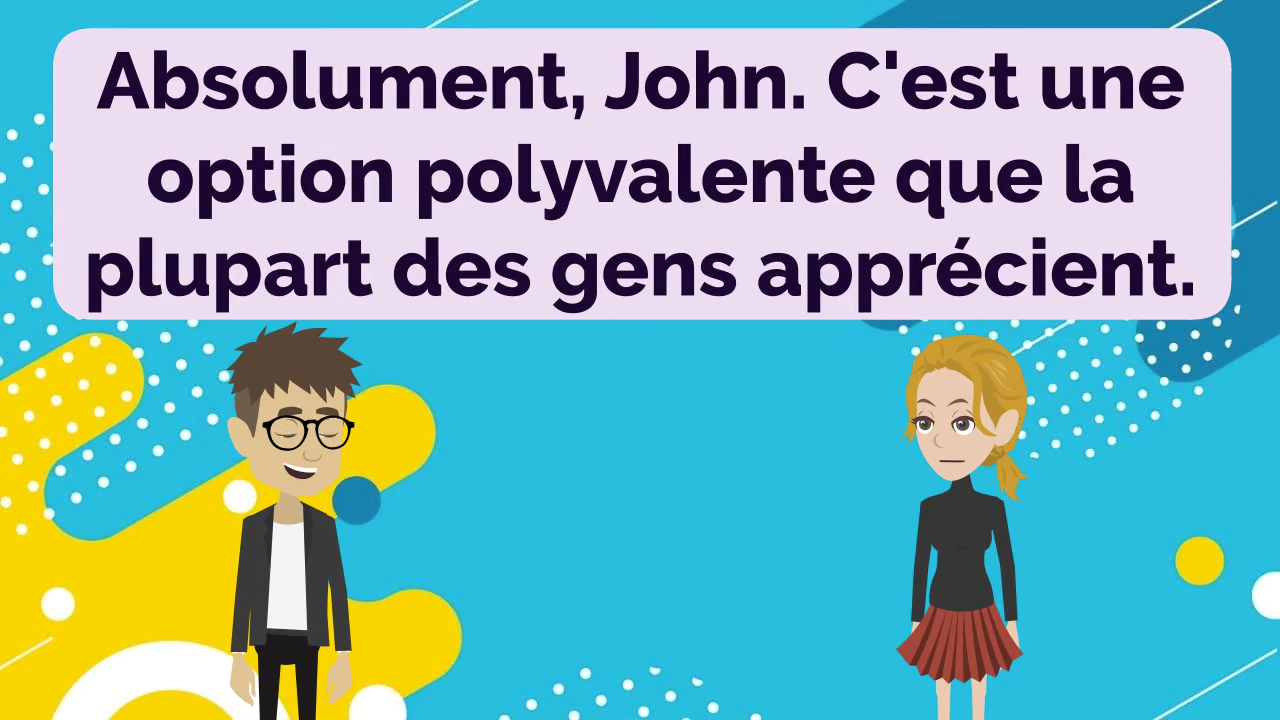 Absolument, John. C'est une
option polyvalente que la
plupart des gens apprécient.